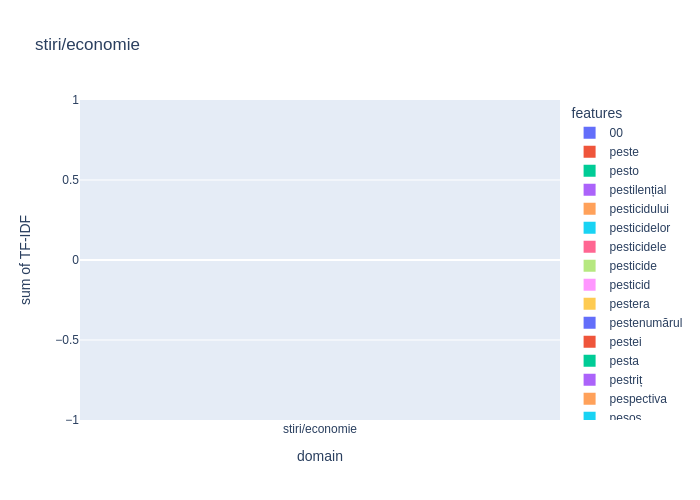 stiri/economie
features
1
0.5
0
−0.5
−1
sum of TF-IDF
stiri/economie
domain
00
peste
pesto
pestilențial
pesticidului
pesticidelor
pesticidele
pesticide
pesticid
pestera
pestenumărul
pestei
pesta
pestriț
pespectiva
pesos